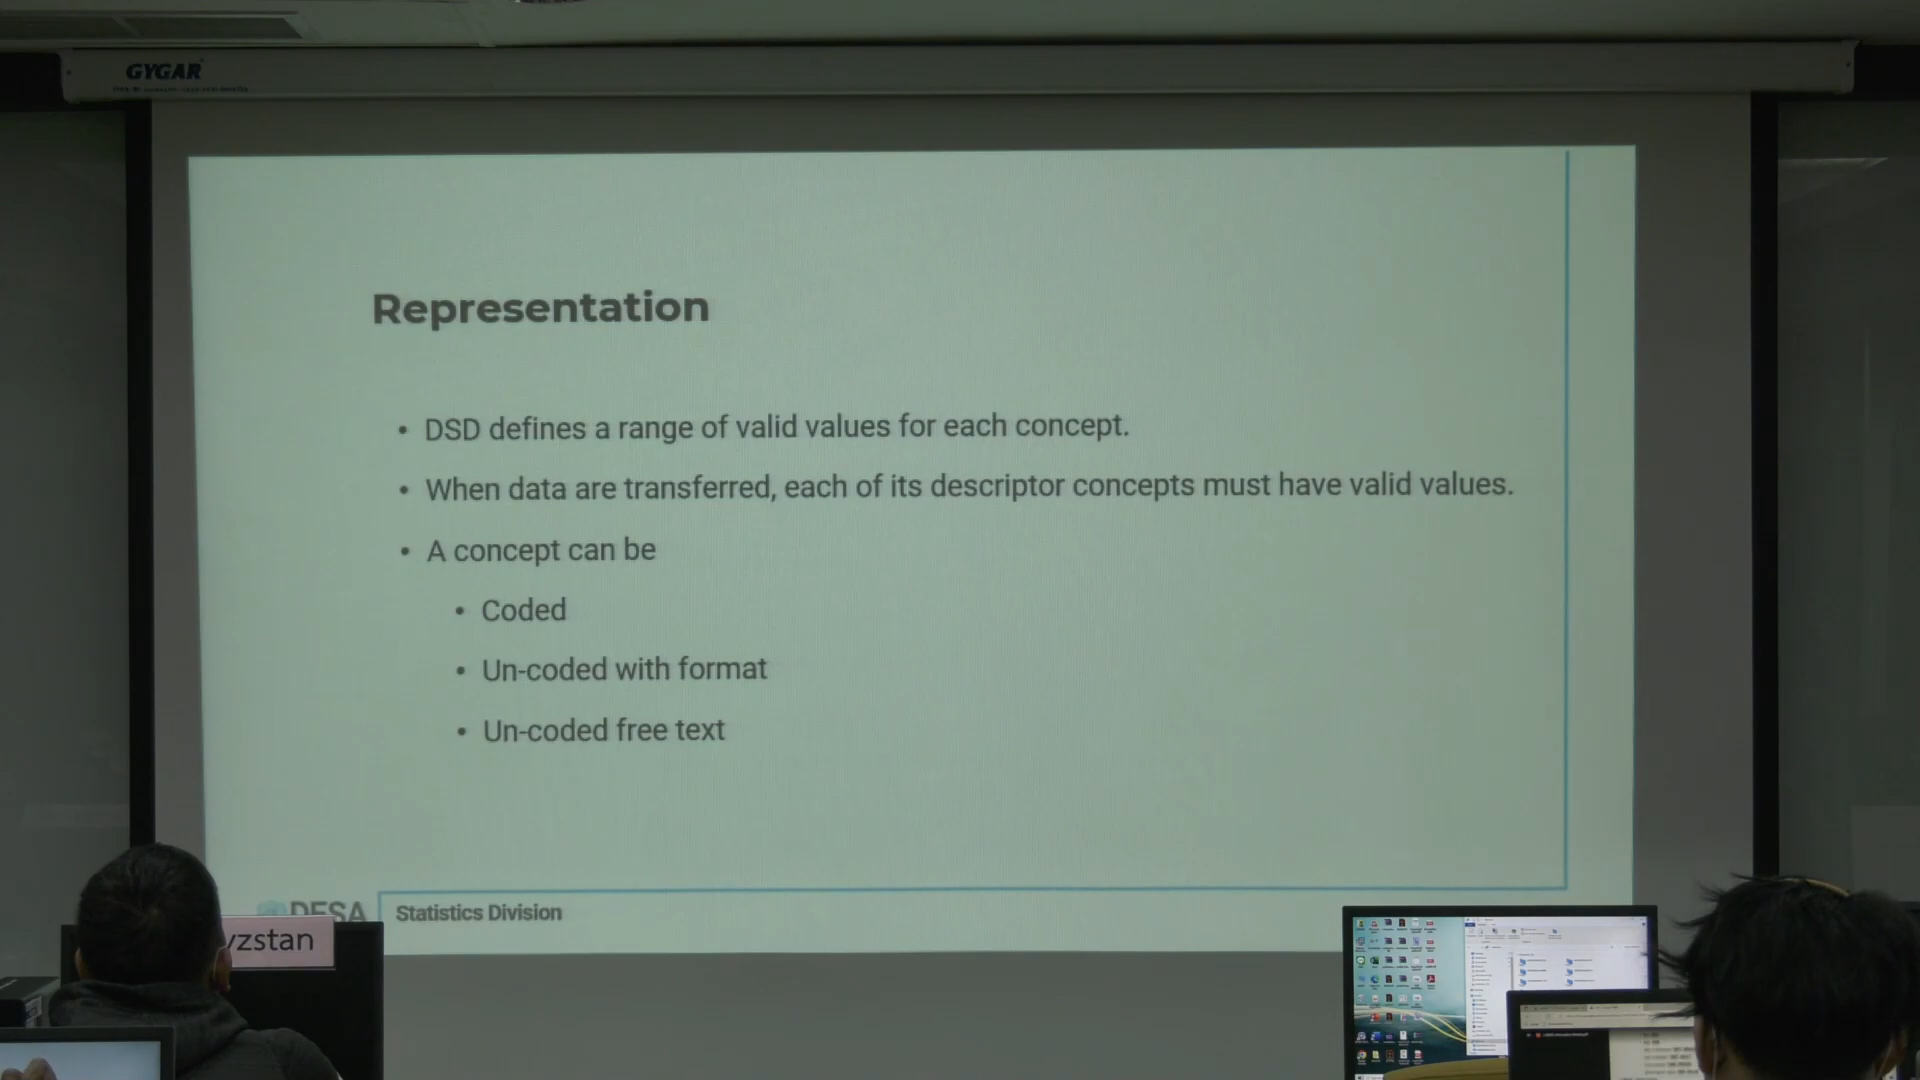 GYGAR
Representation
• DSD defines a range of valid values for each concept.
• When data are transferred, each of its descriptor concepts must have valid values.
• A concept can be
• Coded
• Un-coded with format
• Un-coded free text
DESA
Statistics Division
yzstan